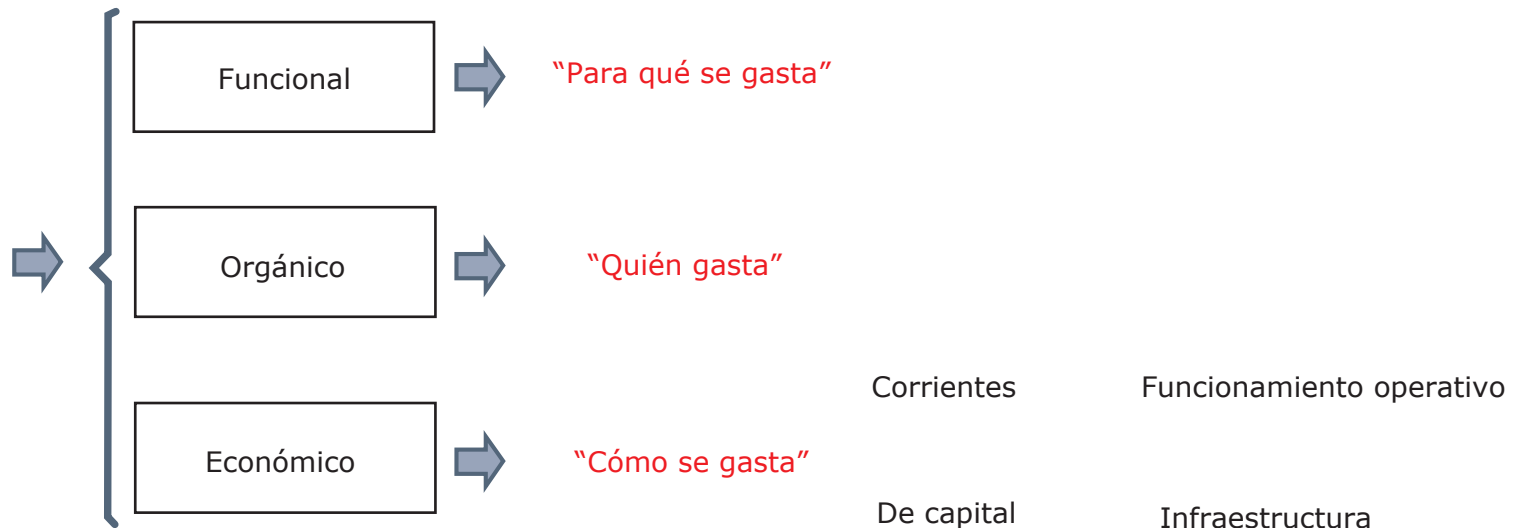 Funcional
“Para qué se gasta”
Orgánico
“Quién gasta”
Corrientes
Funcionamiento operativo
Económico
“Cómo se gasta”
De capital
Infraestructura